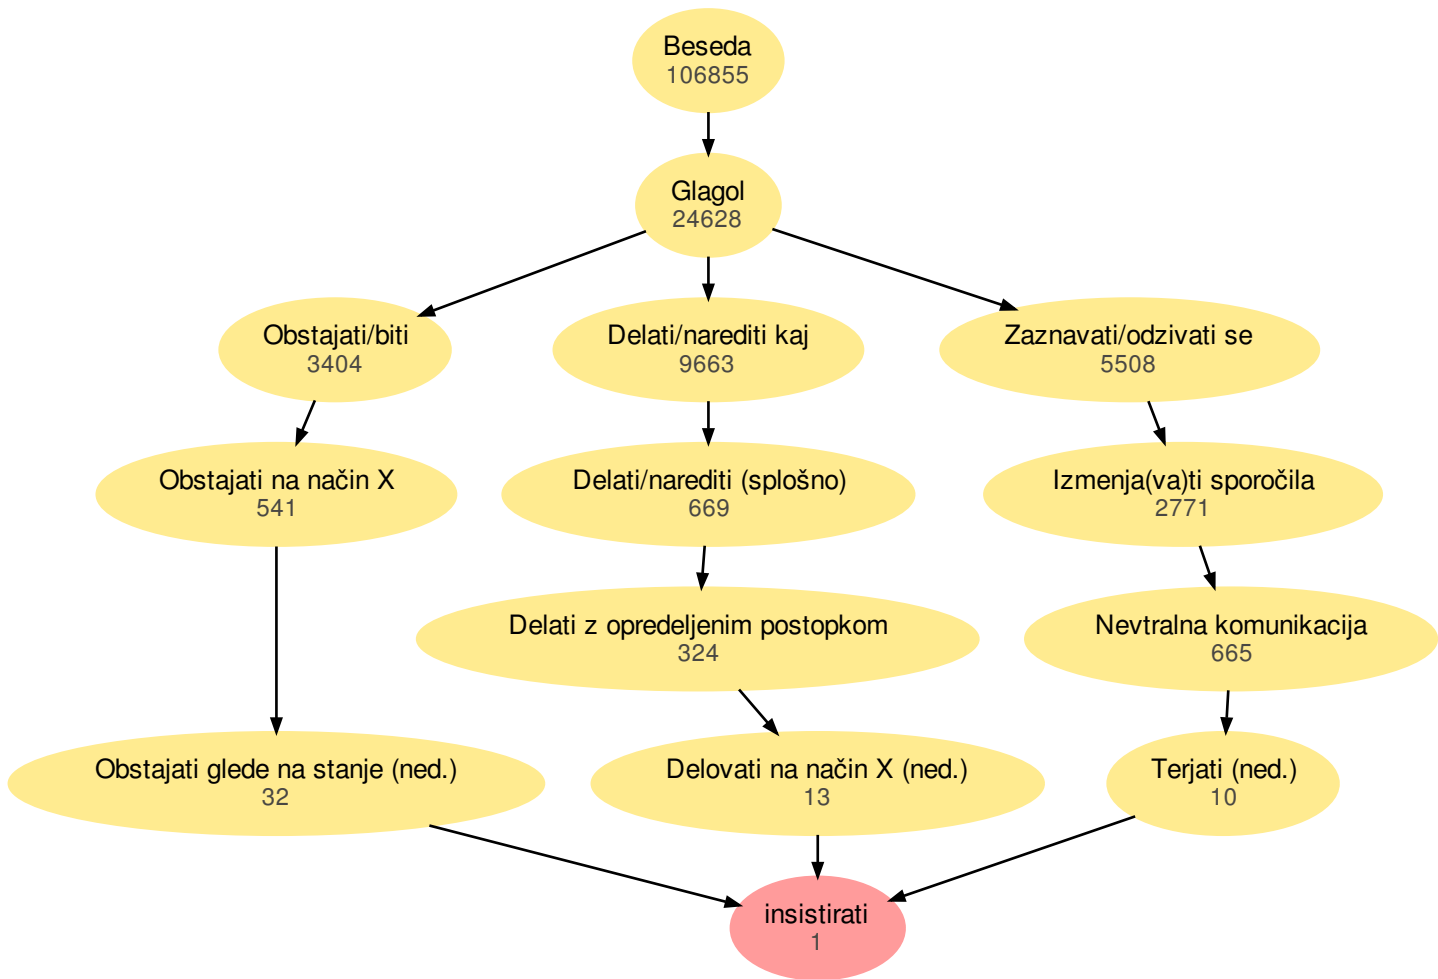 Beseda
106855
Glagol
24628
Obstajati/biti
3404
Delati/narediti kaj
9663
Zaznavati/odzivati se
5508
Obstajati na način X
541
Delati/narediti (splošno)
669
Izmenja(va)ti sporočila
2771
Delati z opredeljenim postopkom
324
Nevtralna komunikacija
665
Obstajati glede na stanje (ned.)
32
Delovati na način X (ned.)
13
Terjati (ned.)
10
insistirati
1